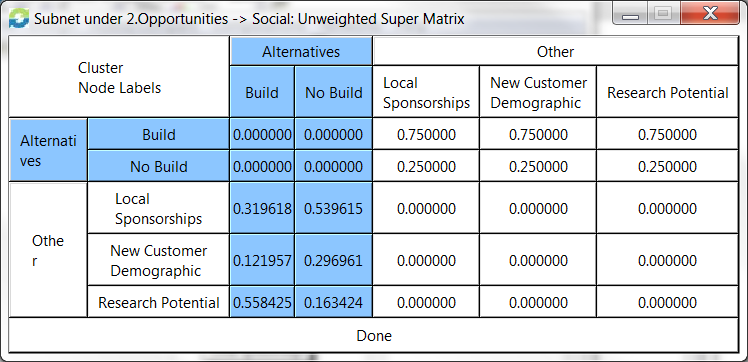 Subnet under 2.Opportunities -> Social: Unweighted Super Matrix
Cluster
Node Labels
Alternatives
Other
Build
No Build
Local
Sponsorships
New Customer
Demographic
Research Potential
Alternati
ves
Build
0.000000
0.000000
0.750000
0.750000
0.750000
No Build
0.000000
0.000000
0.250000
0.250000
0.250000
Othe
r
Local
Sponsorships
0.319618
0.539615
0.000000
0.000000
0.000000
New Customer
Demographic
0.121957
0.296961
0.000000
0.000000
0.000000
Research Potential
0.558425
0.163424
0.000000
0.000000
0.000000
Done